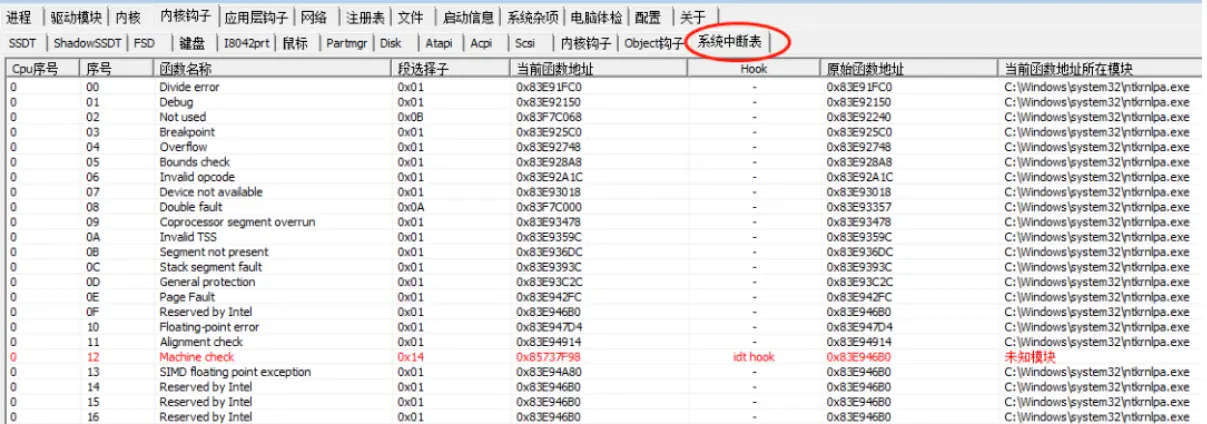 进程 驱动模块 内核 内核钩子 应用层钩子 网络 注册表 文件 启动信息 系统杂项 电脑体检 配置 关于
SSDT ShadowSSDT FSD 键盘 I8042prt 鼠标 Partmgr Disk Atapi Acpi Scsi 内核钩子 Object钩子 系统中断表
Cpu序号 序号 函数名称 段选择子 当前函数地址 Hook 原始函数地址 当前函数地址所在模块
0 00 Divide error 0x01 0x83E91FC0 - 0x83E91FC0 C:\Windows\system32\ntkrnlpa.exe
0 01 Debug 0x01 0x83E92150 - 0x83E92150 C:\Windows\system32\ntkrnlpa.exe
0 02 Not used 0x0B 0x83F7C068 - 0x83E92240 C:\Windows\system32\ntkrnlpa.exe
0 03 Breakpoint 0x01 0x83E925C0 - 0x83E925C0 C:\Windows\system32\ntkrnlpa.exe
0 04 Overflow 0x01 0x83E92748 - 0x83E92748 C:\Windows\system32\ntkrnlpa.exe
0 05 Bounds check 0x01 0x83E928A8 - 0x83E928A8 C:\Windows\system32\ntkrnlpa.exe
0 06 Invalid opcode 0x01 0x83E92A1C - 0x83E92A1C C:\Windows\system32\ntkrnlpa.exe
0 07 Device not available 0x01 0x83E93018 - 0x83E93018 C:\Windows\system32\ntkrnlpa.exe
0 08 Double fault 0x0A 0x83F7C000 - 0x83E93357 C:\Windows\system32\ntkrnlpa.exe
0 09 Coprocessor segment overrun 0x01 0x83E93478 - 0x83E93478 C:\Windows\system32\ntkrnlpa.exe
0 0A Invalid TSS 0x01 0x83E9359C - 0x83E9359C C:\Windows\system32\ntkrnlpa.exe
0 0B Segment not present 0x01 0x83E936DC - 0x83E936DC C:\Windows\system32\ntkrnlpa.exe
0 0C Stack segment fault 0x01 0x83E9393C - 0x83E9393C C:\Windows\system32\ntkrnlpa.exe
0 0D General protection 0x01 0x83E93C2C - 0x83E93C2C C:\Windows\system32\ntkrnlpa.exe
0 0E Page Fault 0x01 0x83E942FC - 0x83E942FC C:\Windows\system32\ntkrnlpa.exe
0 0F Reserved by Intel 0x01 0x83E946B0 - 0x83E946B0 C:\Windows\system32\ntkrnlpa.exe
0 10 Floating-point error 0x01 0x83E947D4 - 0x83E947D4 C:\Windows\system32\ntkrnlpa.exe
0 11 Alignment check 0x01 0x83E94914 - 0x83E94914 C:\Windows\system32\ntkrnlpa.exe
0 12 Machine check 0x14 0x85737F98 idt hook 0x83E946B0 未知模块
0 13 SIMD floating point exception 0x01 0x83E94A80 - 0x83E94A80 C:\Windows\system32\ntkrnlpa.exe
0 14 Reserved by Intel 0x01 0x83E946B0 - 0x83E946B0 C:\Windows\system32\ntkrnlpa.exe
0 15 Reserved by Intel 0x01 0x83E946B0 - 0x83E946B0 C:\Windows\system32\ntkrnlpa.exe
0 16 Reserved by Intel 0x01 0x83E946B0 - 0x83E946B0 C:\Windows\system32\ntkrnlpa.exe